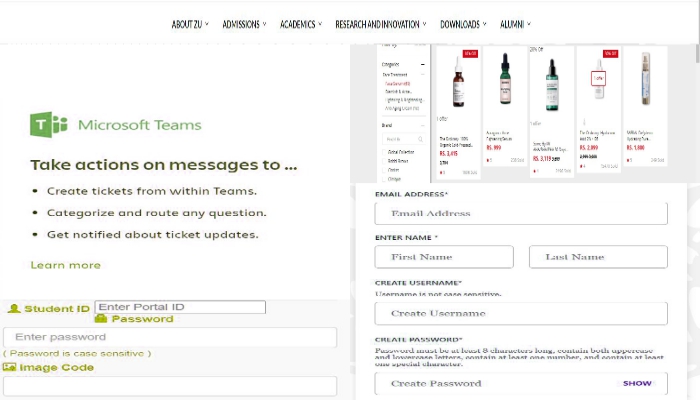 ABOUT ZU
ADMISSIONS
ACADEMICS
RESEARCH AND INNOVATION
DOWNLOADS
ALUMNI
Microsoft Teams
Take actions on messages to ...
• Create tickets from within Teams.
• Categorize and route any question.
• Get notified about ticket updates.
Learn more
Student ID
Enter Portal ID
Password
Enter password
( Password is case sensitive )
Image Code
Categories
Brand
RS. 2,415
RS. 999
RS. 3,119
RS. 2,999
RS. 1,800
EMAIL ADDRESS*
Email Address
ENTER NAME *
First Name
Last Name
CREATE USERNAME*
Username is not case sensitive.
Create Username
CREATE PASSWORD*
Password must be at least 8 characters long, contain both uppercase
and lowercase letters, contain at least one number, and contain at least
one special character.
Create Password
SHOW